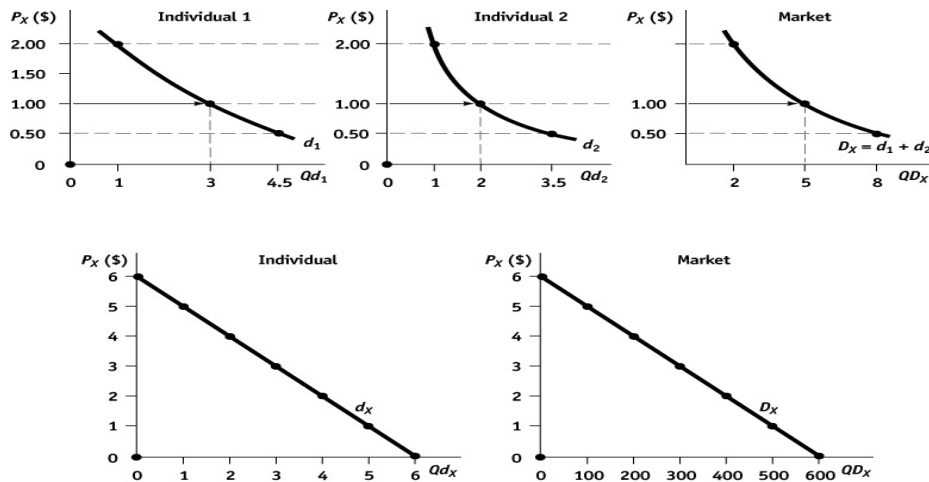 Pₓ ($)
Individual 1
2.00
1.50
1.00
0.50
0
d₁
0
1
3
4.5
Qd₁
Pₓ ($)
Individual 2
2.00
1.00
0.50
0
d₂
0
1
2
3.5
Qd₂
Pₓ ($)
Market
2.00
1.00
0.50
Dₓ = d₁ + d₂
2
5
8
QDₓ
Pₓ ($)
Individual
6
5
4
3
2
1
0
dₓ
0
1
2
3
4
5
6
Qdₓ
Pₓ ($)
Market
6
5
4
3
2
1
0
Dₓ
0
100
200
300
400
500
600
QDₓ